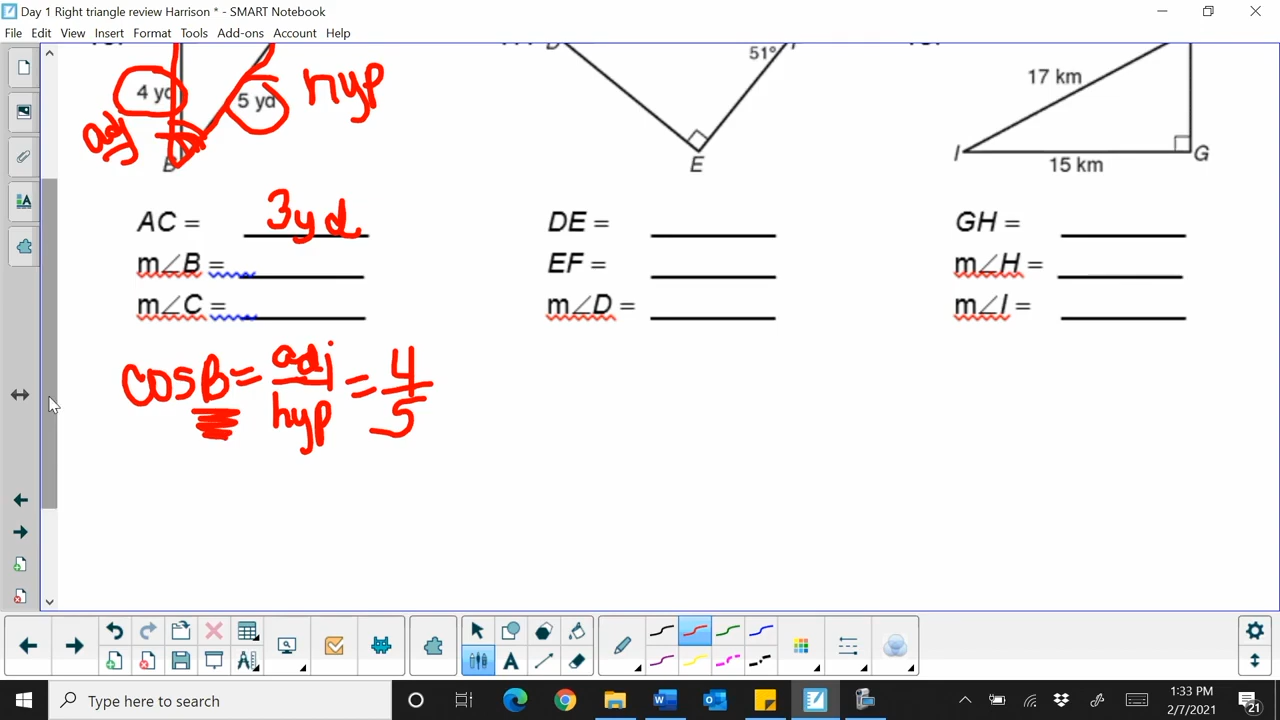 Day 1 Right triangle review Harrison * - SMART Notebook
File Edit View Insert Format Tools Add-ons Account Help
4 yd
5 yd
hyp
adj
B
51°
E
17 km
I
15 km
G
AC = 3yd
m∠B =
m∠C =
DE =
EF =
m∠D =
GH =
m∠H =
m∠I =
cosB = adj/hyp = 4/5
Type here to search
1:33 PM
2/7/2021
21